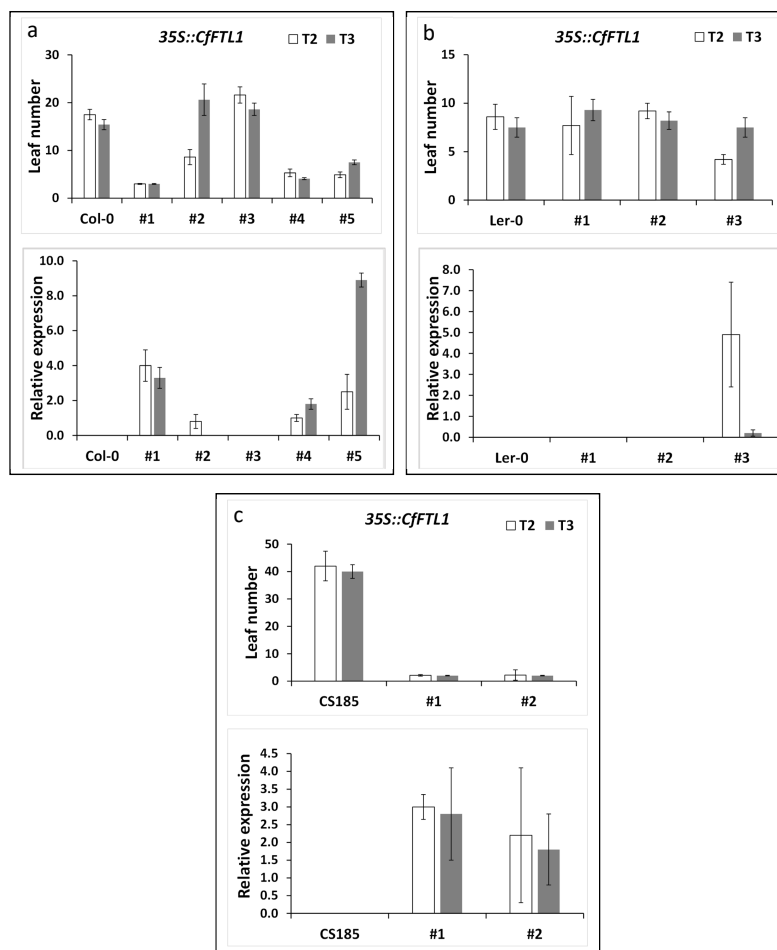 a
35S::CfFTL1
T2 T3
Leaf number
30
20
10
0
Col-0 #1 #2 #3 #4 #5
Relative expression
10.0
8.0
6.0
4.0
2.0
0.0
Col-0 #1 #2 #3 #4 #5
b
35S::CfFTL1
T2 T3
Leaf number
15
10
5
0
Ler-0 #1 #2 #3
Relative expression
8.0
7.0
6.0
5.0
4.0
3.0
2.0
1.0
0.0
Ler-0 #1 #2 #3
c
35S::CfFTL1
T2 T3
Leaf number
50
40
30
20
10
0
CS185 #1 #2
Relative expression
4.5
4.0
3.5
3.0
2.5
2.0
1.5
1.0
0.5
0.0
CS185 #1 #2